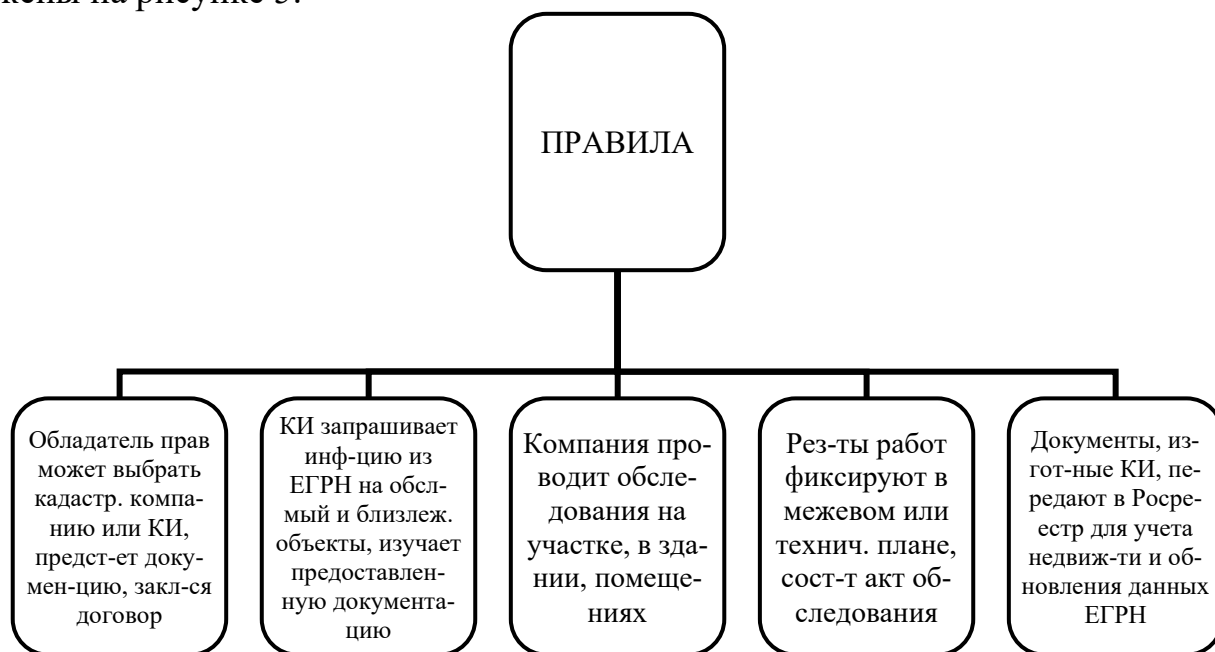 жены на рисунке 3.
ПРАВИЛА
Обладатель прав
может выбрать
кадастр. компа-
нию или КИ,
предст-ет доку-
мен-цию, закл-ся
договор
КИ запрашивает
инф-цию из
ЕГРН на обсл-
мый и близлеж.
объекты, изучает
предоставлен-
ную документа-
цию
Компания про-
водит обсле-
дования на
участке, в зда-
нии, помеще-
ниях
Рез-ты работ
фиксируют в
межевом или
технич. плане,
сост-т акт об-
следования
Документы, из-
гот-ные КИ, пе-
редают в Росре-
естр для учета
недвиж-ти и об-
новления данных
ЕГРН